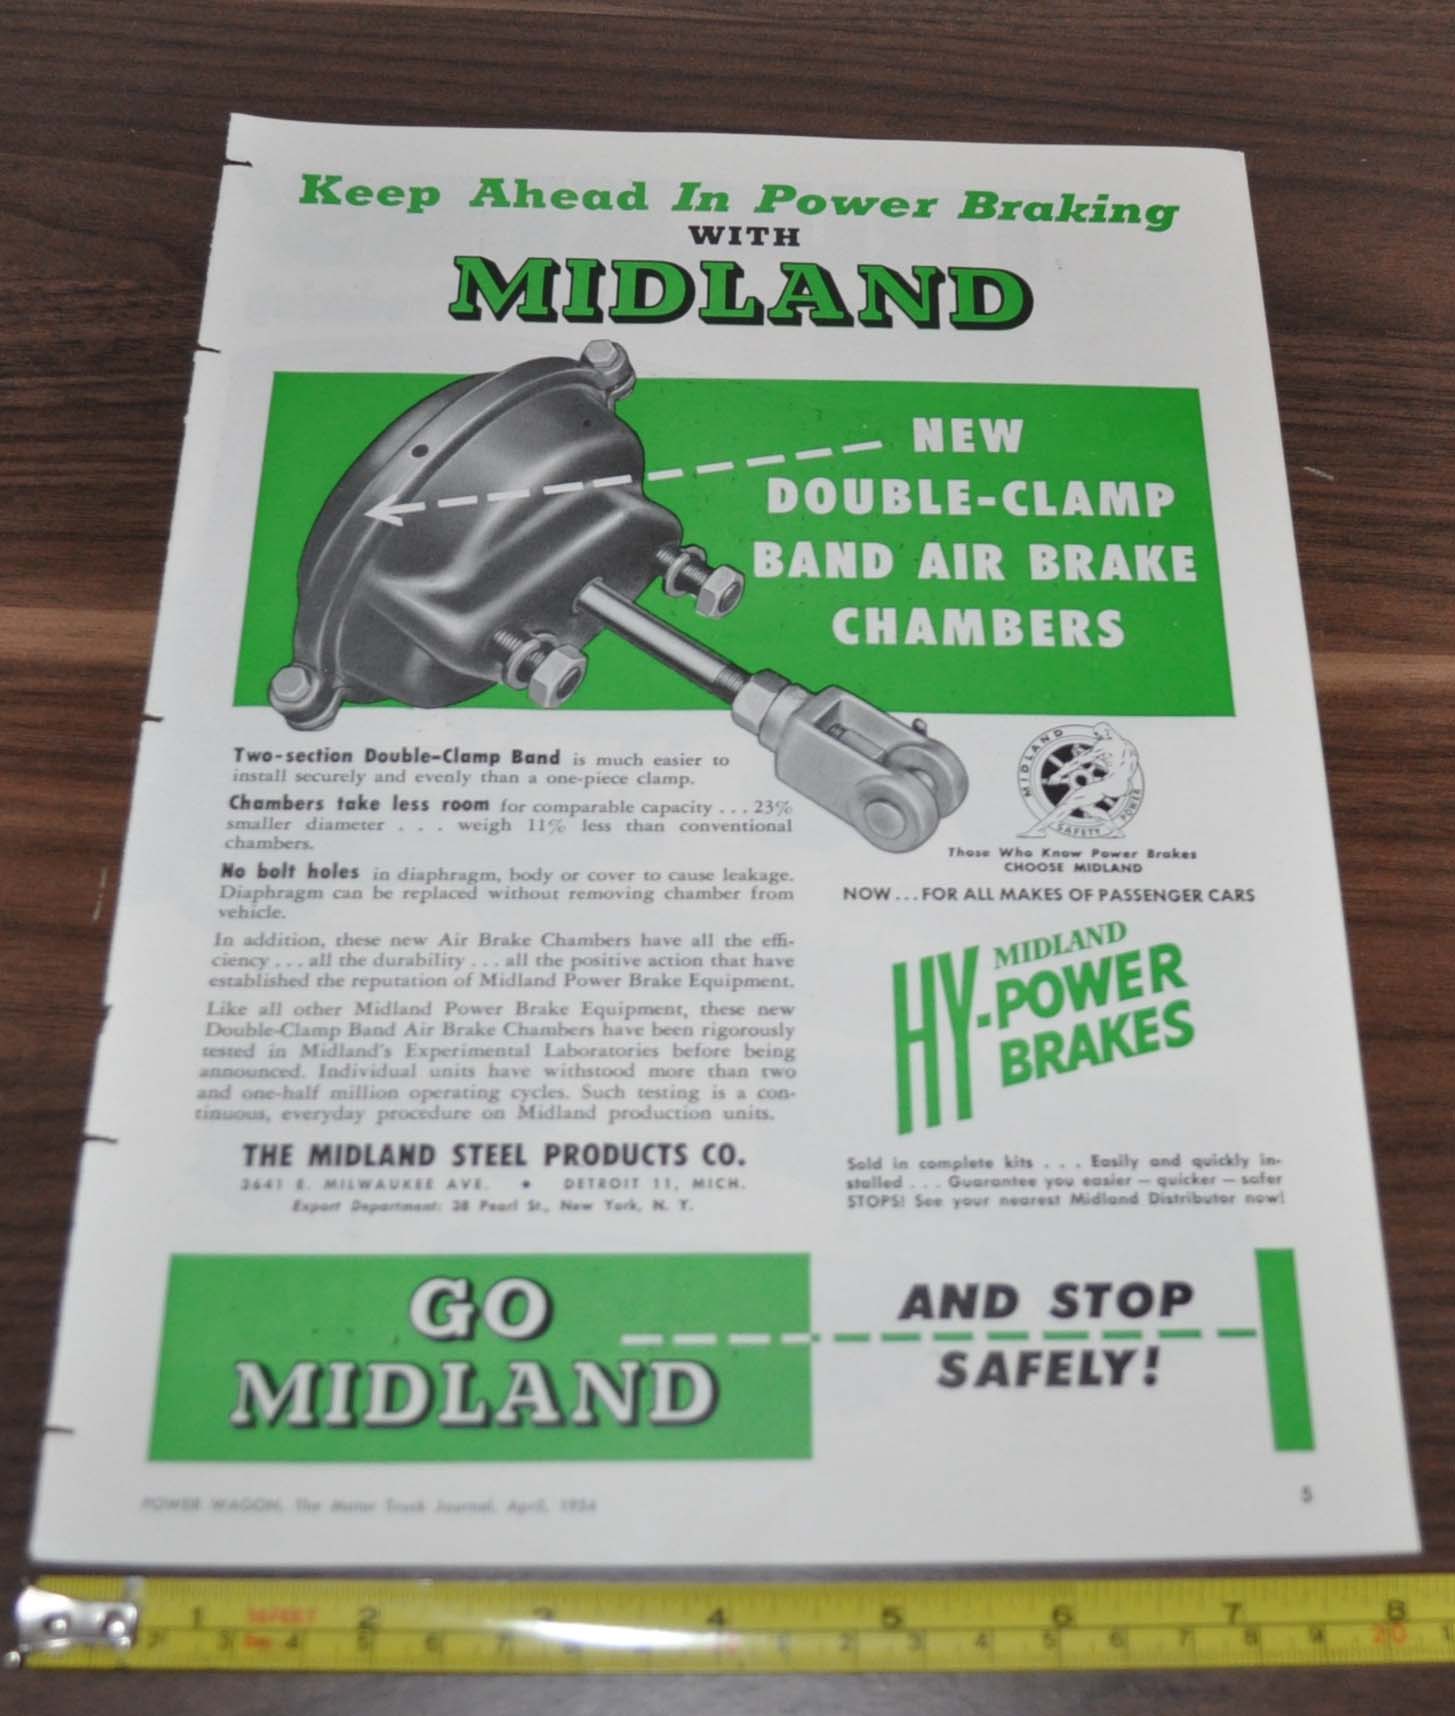 Keep Ahead In Power Braking
WITH
MIDLAND
NEW
DOUBLE-CLAMP
BAND AIR BRAKE
CHAMBERS
Two-section Double-Clamp Band is much easier to
install securely and evenly than a one-piece clamp.
Chambers take less room for comparable capacity . . . 23%
smaller diameter . . . weigh 11% less than conventional
chambers.
No bolt holes in diaphragm, body or cover to cause leakage.
Diaphragm can be replaced without removing chamber from
vehicle.
In addition, these new Air Brake Chambers have all the effi-
ciency . . . all the durability . . . all the positive action that have
established the reputation of Midland Power Brake Equipment.
Like all other Midland Power Brake Equipment, these new
Double-Clamp Band Air Brake Chambers have been rigorously
tested in Midland's Experimental Laboratories before being
announced. Individual units have withstood more than two
and one-half million operating cycles. Such testing is a con-
tinuous, everyday procedure on Midland production units.
THE MIDLAND STEEL PRODUCTS CO.
3641 E. MILWAUKEE AVE. • DETROIT 11, MICH.
Export Department: 38 Pearl St., New York, N. Y.
MIDLAND
SAFETY POWER
Those Who Know Power Brakes
CHOOSE MIDLAND
NOW...FOR ALL MAKES OF PASSENGER CARS
MIDLAND
HY-POWER
BRAKES
Sold in complete kits . . . Easily and quickly in-
stalled . . . Guarantee you easier — quicker — safer
STOPS! See your nearest Midland Distributor now!
GO
MIDLAND
AND STOP
SAFELY!
POWER WAGON, The Motor Truck Journal, April, 1954
5
1 2 3 4 5 6 7 8